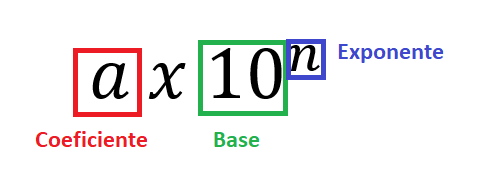 a x 10ⁿ Exponente
Coeficiente Base